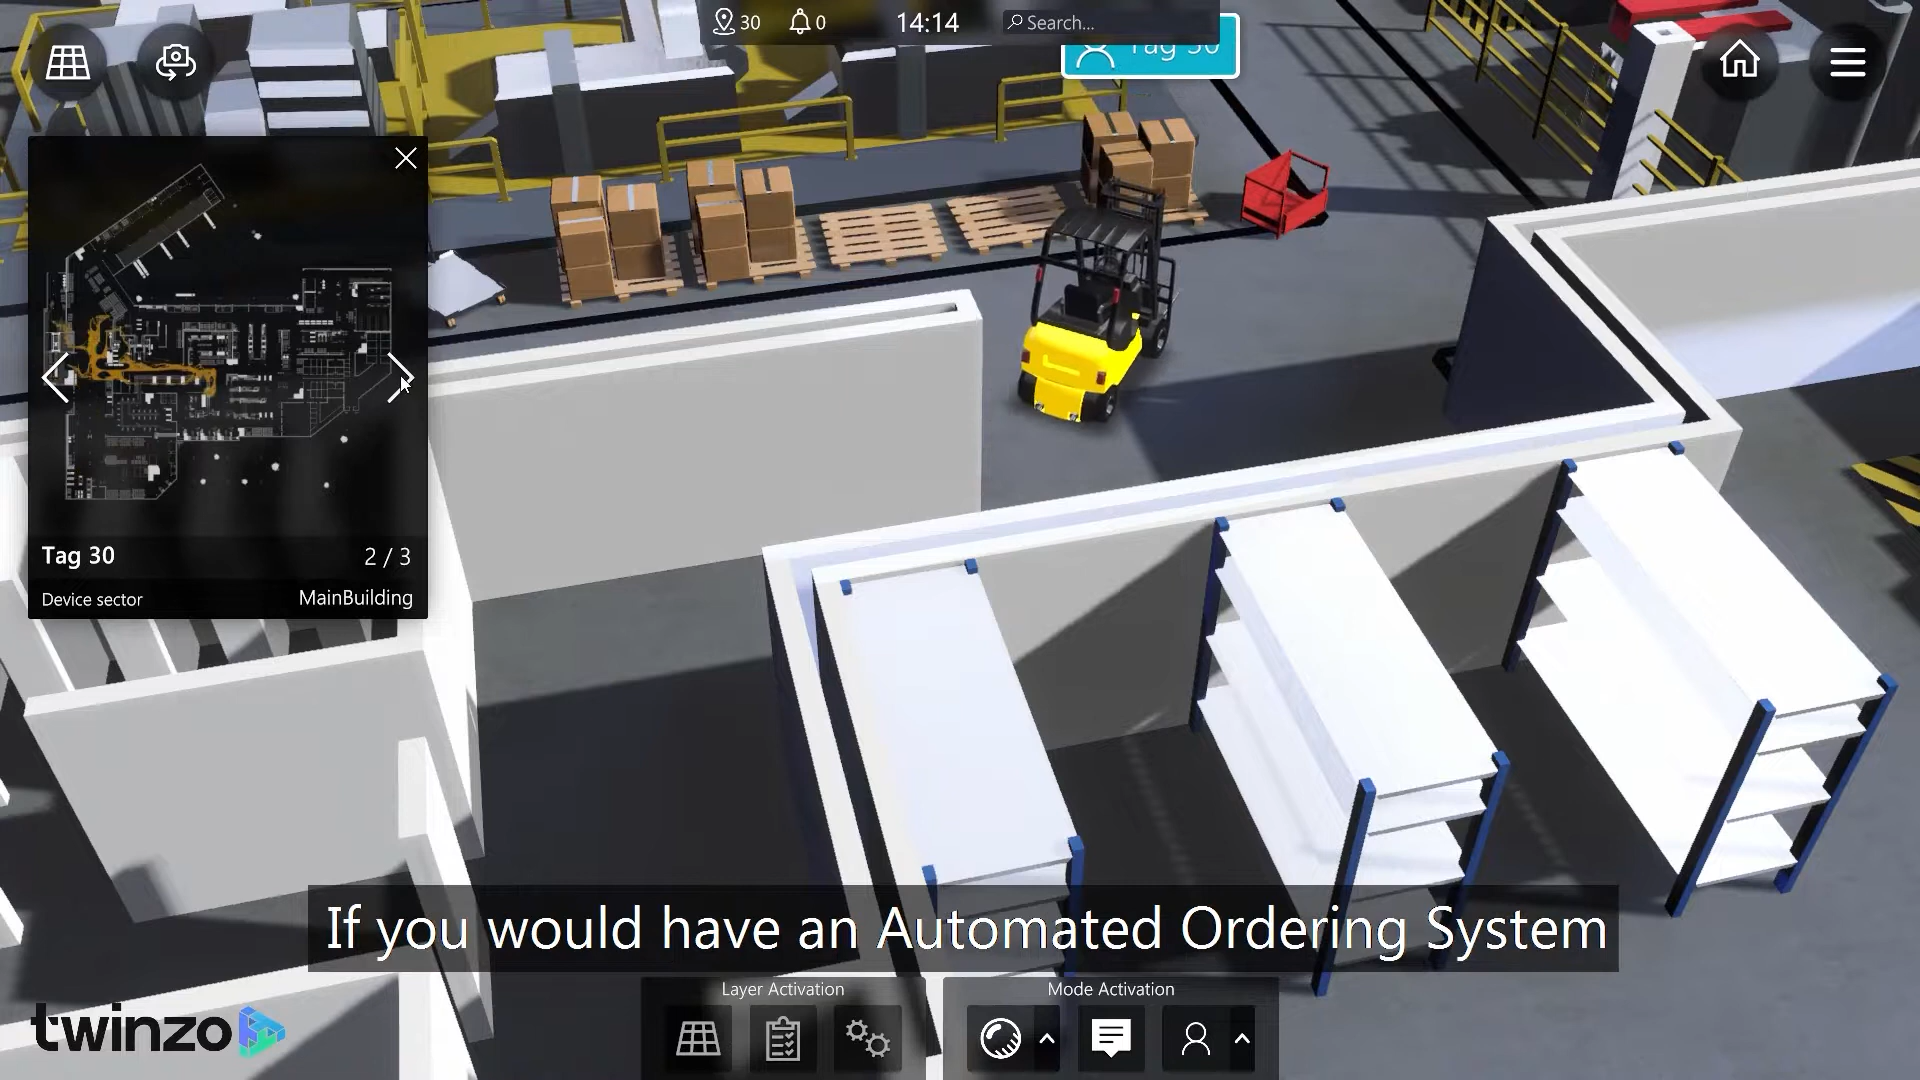 30
0
14:14
Search...
Tag 30
Tag 30
2 / 3
Device sector
MainBuilding
If you would have an Automated Ordering System
Layer Activation
Mode Activation
twinzo